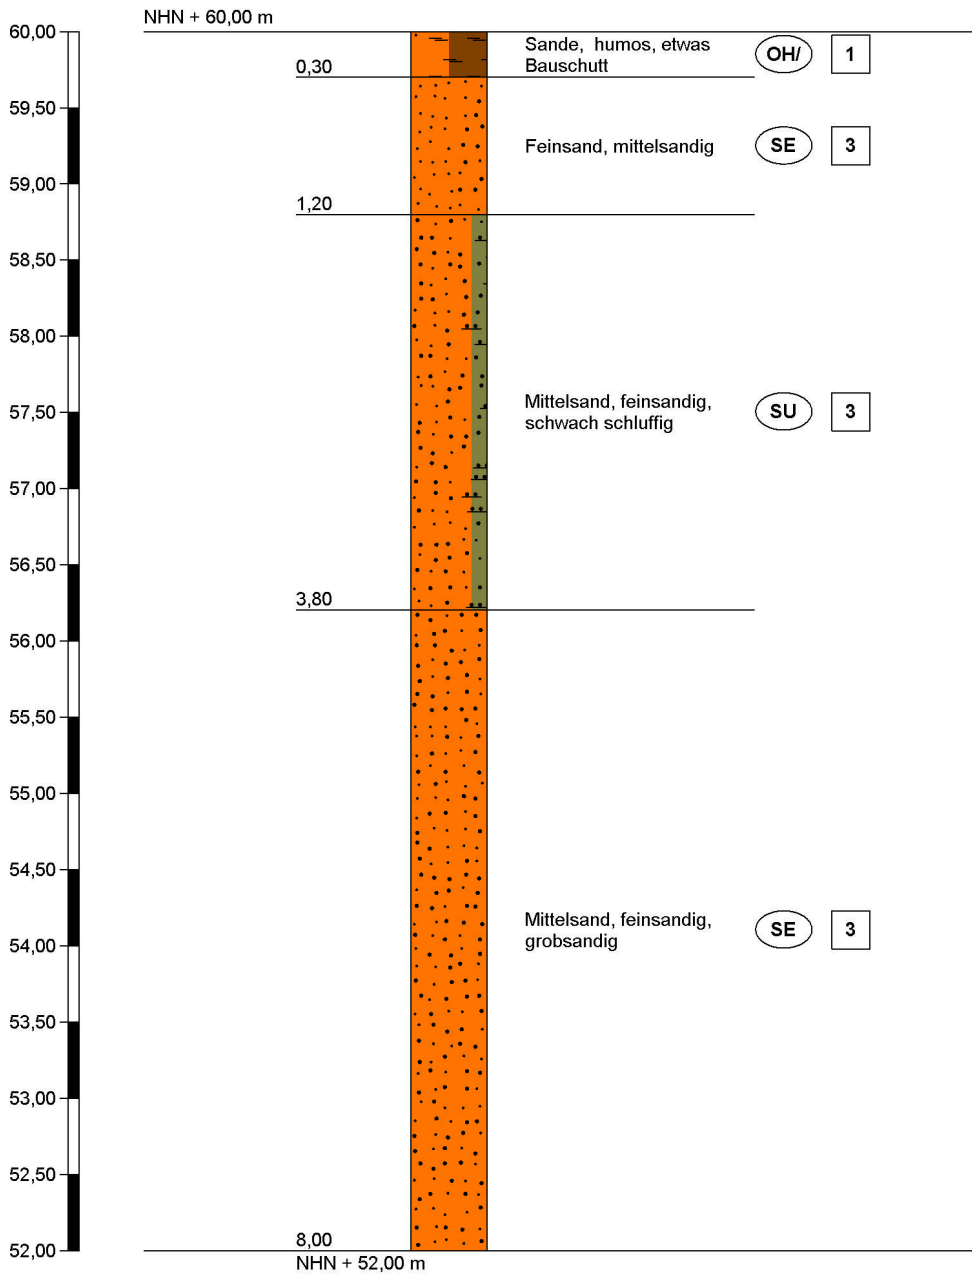 NHN + 60,00 m
60,00
Sande, humos, etwas
Bauschutt
OH/
1
0,30
59,50
Feinsand, mittelsandig
SE
3
59,00
1,20
58,50
58,00
57,50
Mittelsand, feinsandig,
schwach schluffig
SU
3
57,00
56,50
3,80
56,00
55,50
55,00
54,50
54,00
Mittelsand, feinsandig,
grobsandig
SE
3
53,50
53,00
52,50
52,00
8,00
NHN + 52,00 m